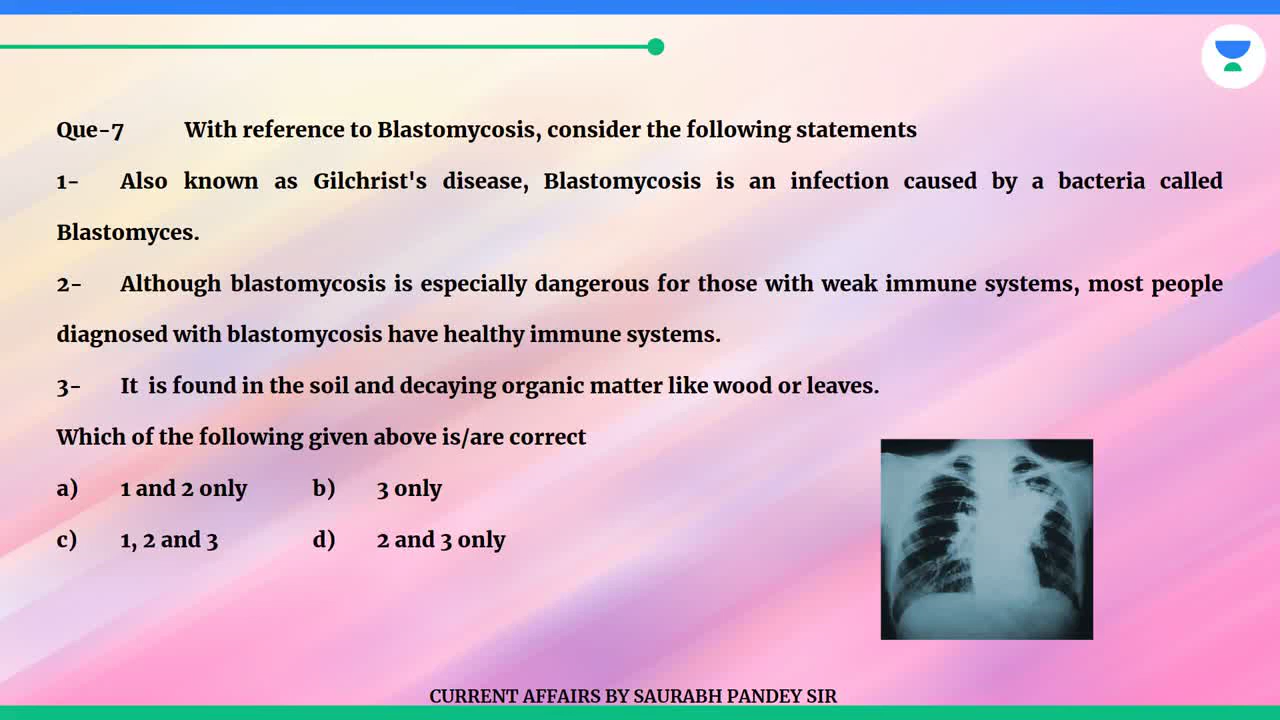 Que-7 With reference to Blastomycosis, consider the following statements
1- Also known as Gilchrist's disease, Blastomycosis is an infection caused by a bacteria called
Blastomyces.
2- Although blastomycosis is especially dangerous for those with weak immune systems, most people
diagnosed with blastomycosis have healthy immune systems.
3- It is found in the soil and decaying organic matter like wood or leaves.
Which of the following given above is/are correct
a) 1 and 2 only b) 3 only
c) 1, 2 and 3 d) 2 and 3 only
CURRENT AFFAIRS BY SAURABH PANDEY SIR